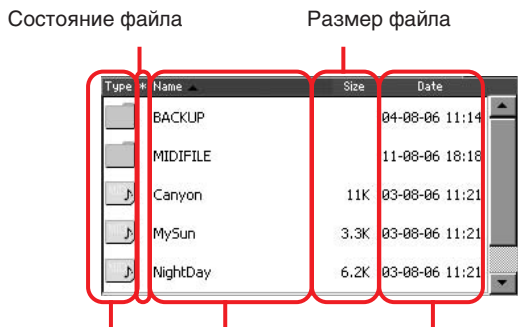 Состояние файла Размер файла
Type * Name Size Date
BACKUP 04-08-06 11:14
MIDIFILE 11-08-06 18:18
Canyon 11K 03-08-06 11:21
MySun 3.3K 03-08-06 11:21
NightDay 6.2K 03-08-06 11:21